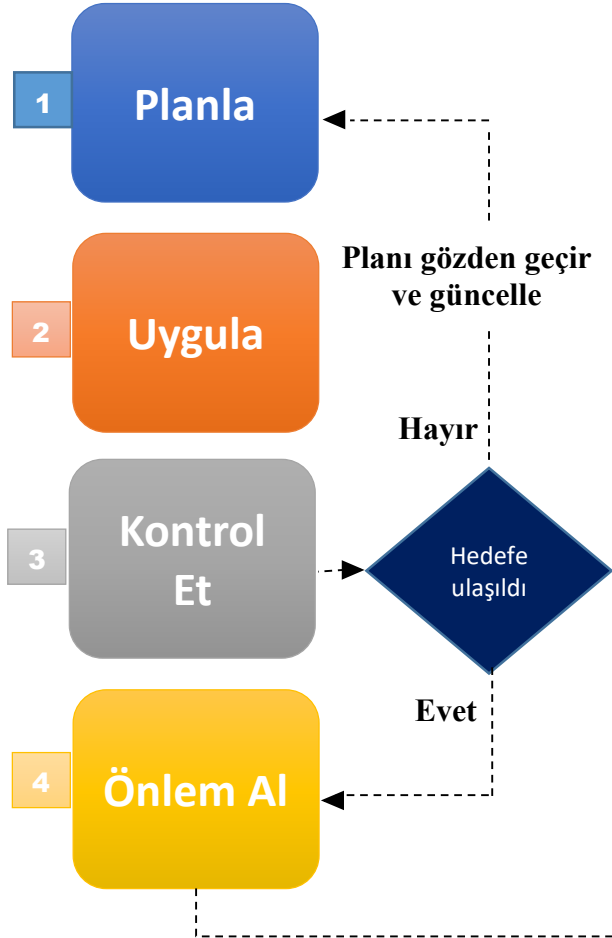 1
Planla
Planı gözden geçir
ve güncelle
2
Uygula
Hayır
3
Kontrol
Et
Hedefe
ulaşıldı
Evet
4
Önlem Al